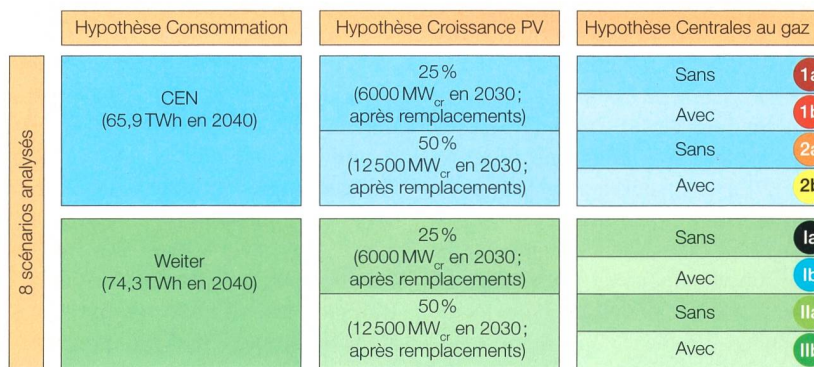 Hypothèse Consommation
Hypothèse Croissance PV
Hypothèse Centrales au gaz
8 scénarios analysés
CEN
(65,9 TWh en 2040)
25 %
(6000 MWcr en 2030;
après remplacements)
Sans
1a
Avec
1b
50 %
(12 500 MWcr en 2030;
après remplacements)
Sans
2a
Avec
2b
Weiter
(74,3 TWh en 2040)
25 %
(6000 MWcr en 2030;
après remplacements)
Sans
Ia
Avec
Ib
50 %
(12 500 MWcr en 2030;
après remplacements)
Sans
IIa
Avec
IIb